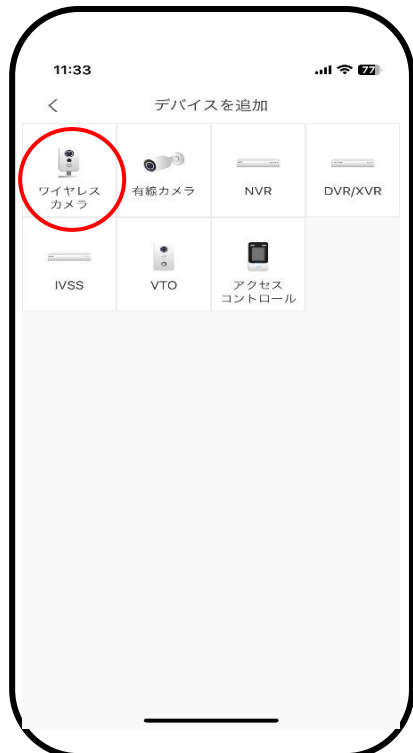 11:33
77
デバイスを追加
ワイヤレス
カメラ
有線カメラ
NVR
DVR/XVR
IVSS
VTO
アクセス
コントロール